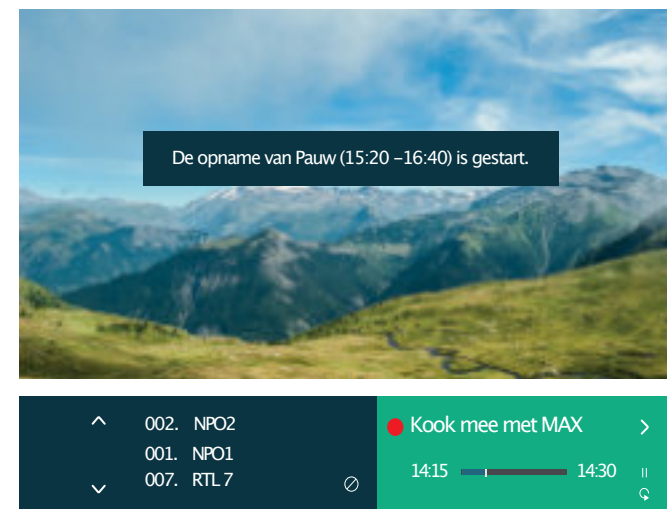 De opname van Pauw (15:20 –16:40) is gestart.
002. NPO2
001. NPO1
007. RTL 7
Kook mee met MAX
14:15 14:30